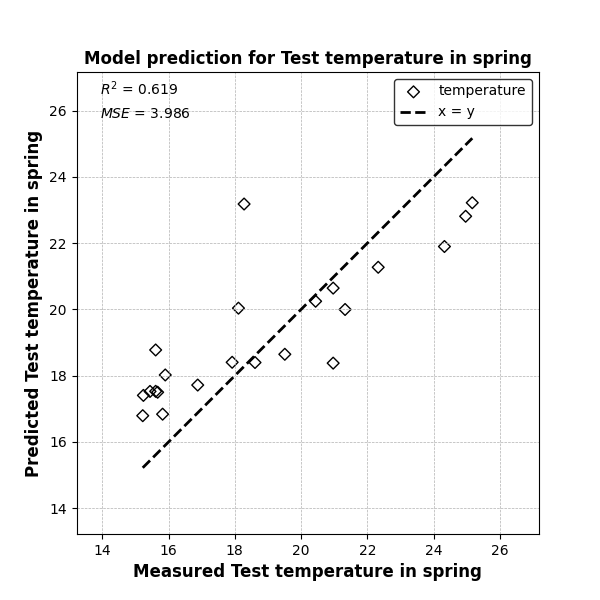 Model prediction for Test temperature in spring
R² = 0.619
MSE = 3.986
temperature
x = y
26
24
22
20
18
16
14
Predicted Test temperature in spring
14 16 18 20 22 24 26
Measured Test temperature in spring